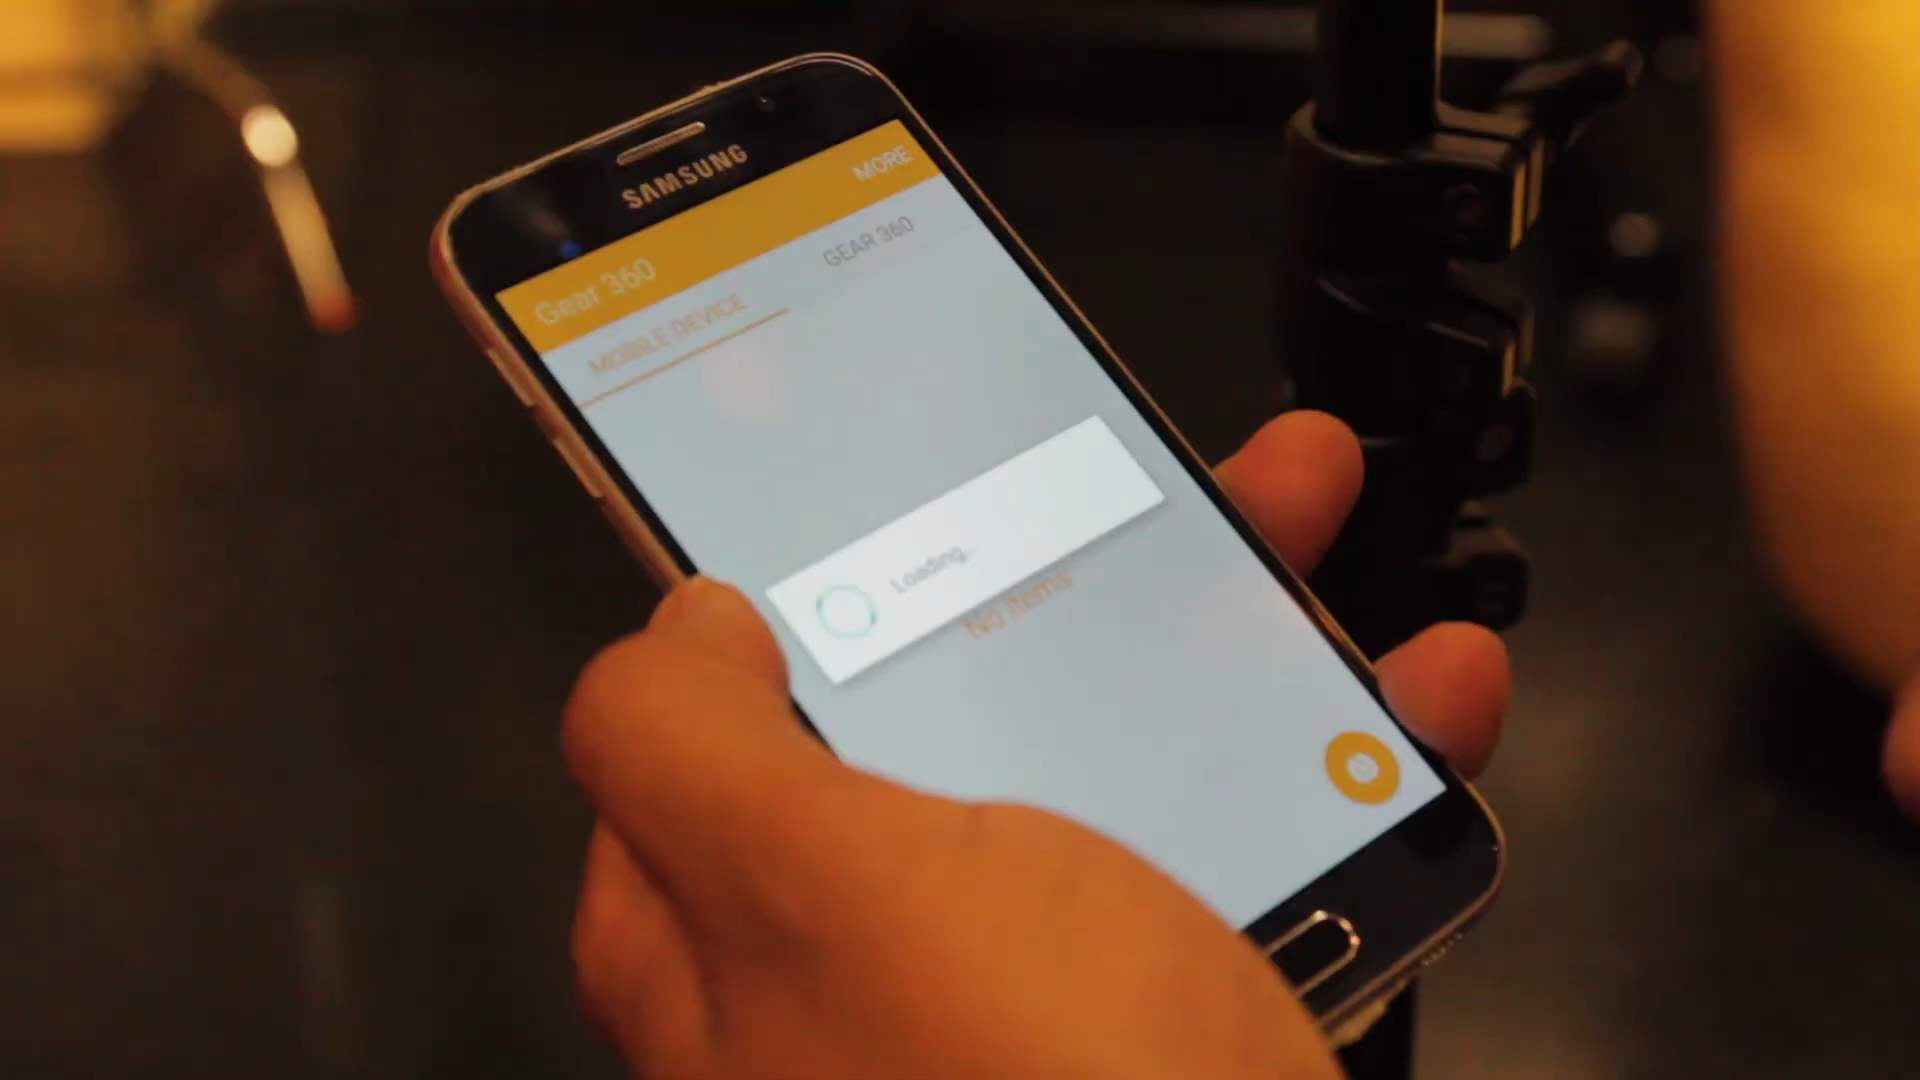 SAMSUNG
Gear 360
MORE
MOBILE DEVICE
GEAR 360
Loading...
No items